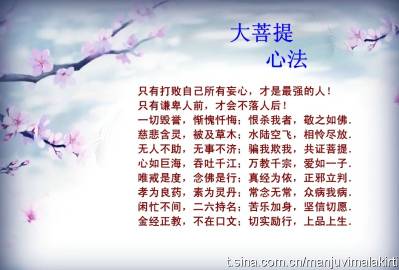 大菩提
心法
只有打败自己所有妄心，才是最强的人！
只有谦卑人前，才会不落人后！
一切毁誉，惭愧忏悔；恨杀我者，敬之如佛．
慈悲含灵，被及草木；水陆空飞，相怜尽放．
无人不助，无事不济；骗我欺我，共证菩提．
心如巨海，吞吐千江；万教千宗，爱如一子．
唯戒是度，念佛是行；真经为依，正邪立判．
孝为良药，素为灵丹；常念无常，众病我病．
闲忙不间，二六持名；苦乐加身，坚信切愿．
金经正教，不在口文；切实励行，上品上生．
t.sina.com.cn/manjuvimalakirti